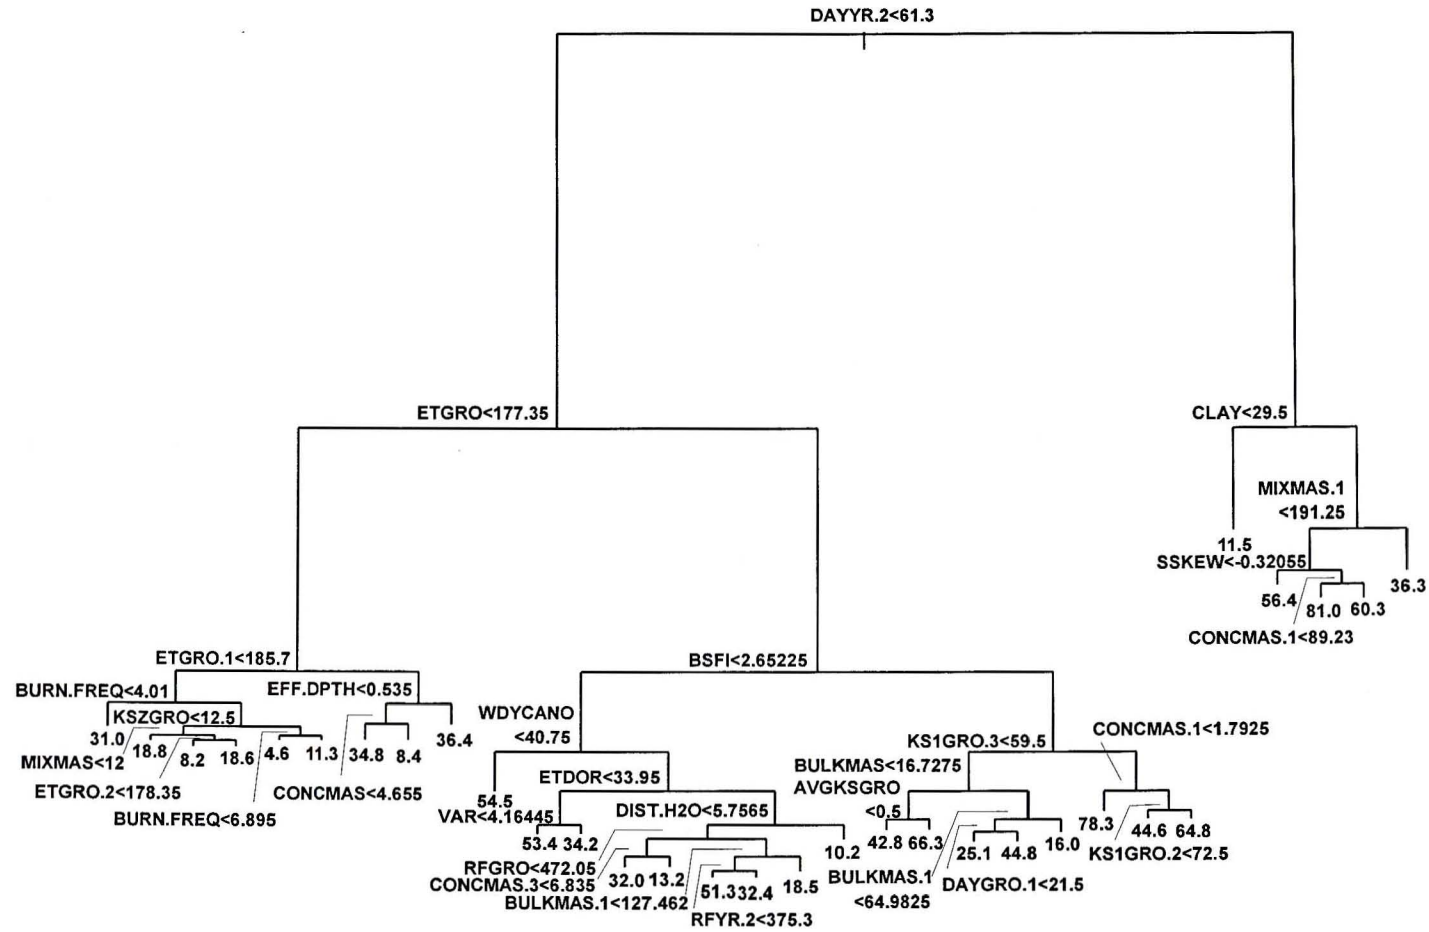 DAYYR.2<61.3
ETGRO<177.35
CLAY<29.5
MIXMAS.1
<191.25
11.5
SSKEW<-0.32055
36.3
56.4
81.0 60.3
CONCMAS.1<89.23
ETGRO.1<185.7
BSFI<2.65225
BURN.FREQ<4.01
EFF.DPTH<0.535
KSZGRO<12.5
31.0
MIXMAS<12
18.8
8.2
18.6
4.6
11.3
34.8
8.4
36.4
ETGRO.2<178.35
CONCMAS<4.655
BURN.FREQ<6.895
WDYCANO
<40.75
KS1GRO.3<59.5
CONCMAS.1<1.7925
BULKMAS<16.7275
ETDOR<33.95
AVGKSGRO
<0.5
54.5
VAR<4.16445
DIST.H2O<5.7565
53.4 34.2
10.2
42.8 66.3
78.3
44.6 64.8
25.1
44.8
16.0
KS1GRO.2<72.5
RFGRO<472.05
CONCMAS.3<6.835
32.0 13.2
BULKMAS.1
<64.9825
DAYGRO.1<21.5
51.3 32.4
18.5
BULKMAS.1<127.462
RFYR.2<375.3